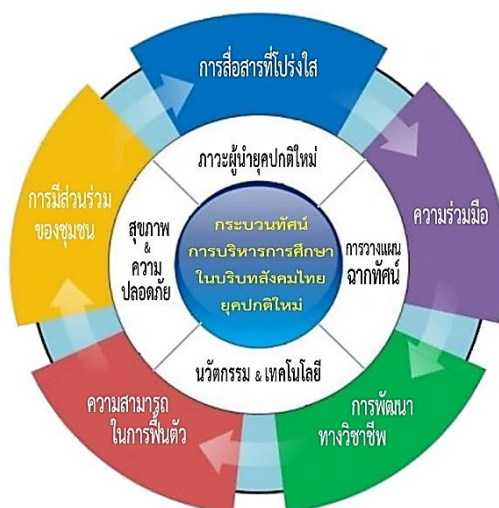 การสื่อสารที่โปร่งใส
ความร่วมมือ
การพัฒนา
ทางวิชาชีพ
ความสามารถ
ในการฟื้นตัว
การมีส่วนร่วม
ของชุมชน
ภาวะผู้นำยุคปกติใหม่
การวางแผน
ฉากทัศน์
นวัตกรรม & เทคโนโลยี
สุขภาพ
&
ความ
ปลอดภัย
กระบวนทัศน์
การบริหารการศึกษา
ในบริบทสังคมไทย
ยุคปกติใหม่